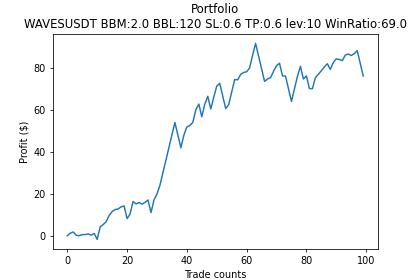 Portfolio
WAVESUSDT BBM:2.0 BBL:120 SL:0.6 TP:0.6 lev:10 WinRatio:69.0
80
60
40
20
0
Profit ($)
0 20 40 60 80 100
Trade counts